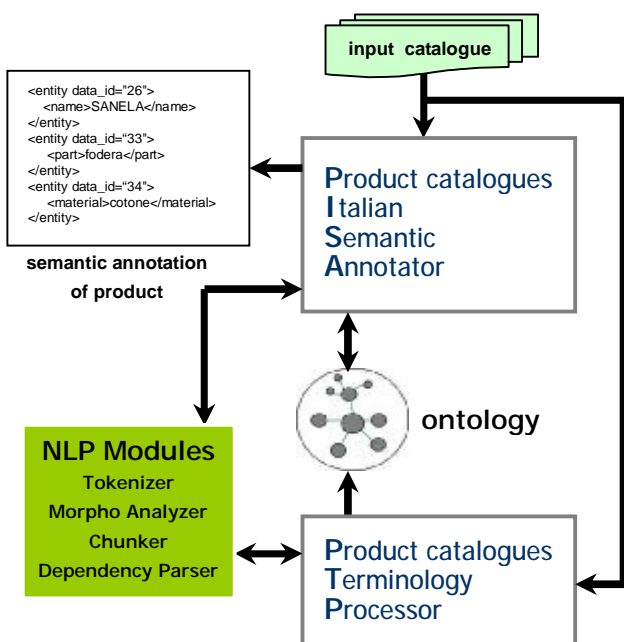 input catalogue
<entity data_id="26">
<name>SANELA</name>
</entity>
<entity data_id="33">
<part>fodera</part>
</entity>
<entity data_id="34">
<material>cotone</material>
</entity>
semantic annotation
of product
Product catalogues
Italian
Semantic
Annotator
ontology
NLP Modules
Tokenizer
Morpho Analyzer
Chunker
Dependency Parser
Product catalogues
Terminology
Processor